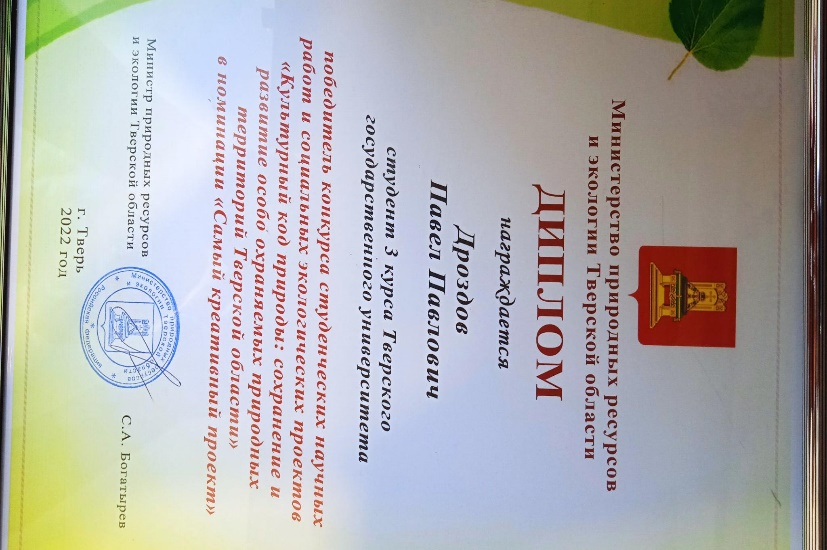 Министерство природных ресурсов
и экологии Тверской области
ДИПЛОМ
награждается
Дроздов
Павел Павлович
студент 3 курса Тверского
государственного университета
победитель конкурса студенческих научных
работ и социальных экологических проектов
«Культурный код природы: сохранение и
развитие особо охраняемых природных
территорий Тверской области»
в номинации «Самый креативный проект»
Министр природных ресурсов
и экологии Тверской области
С.А. Богатырев
г. Тверь
2022 год